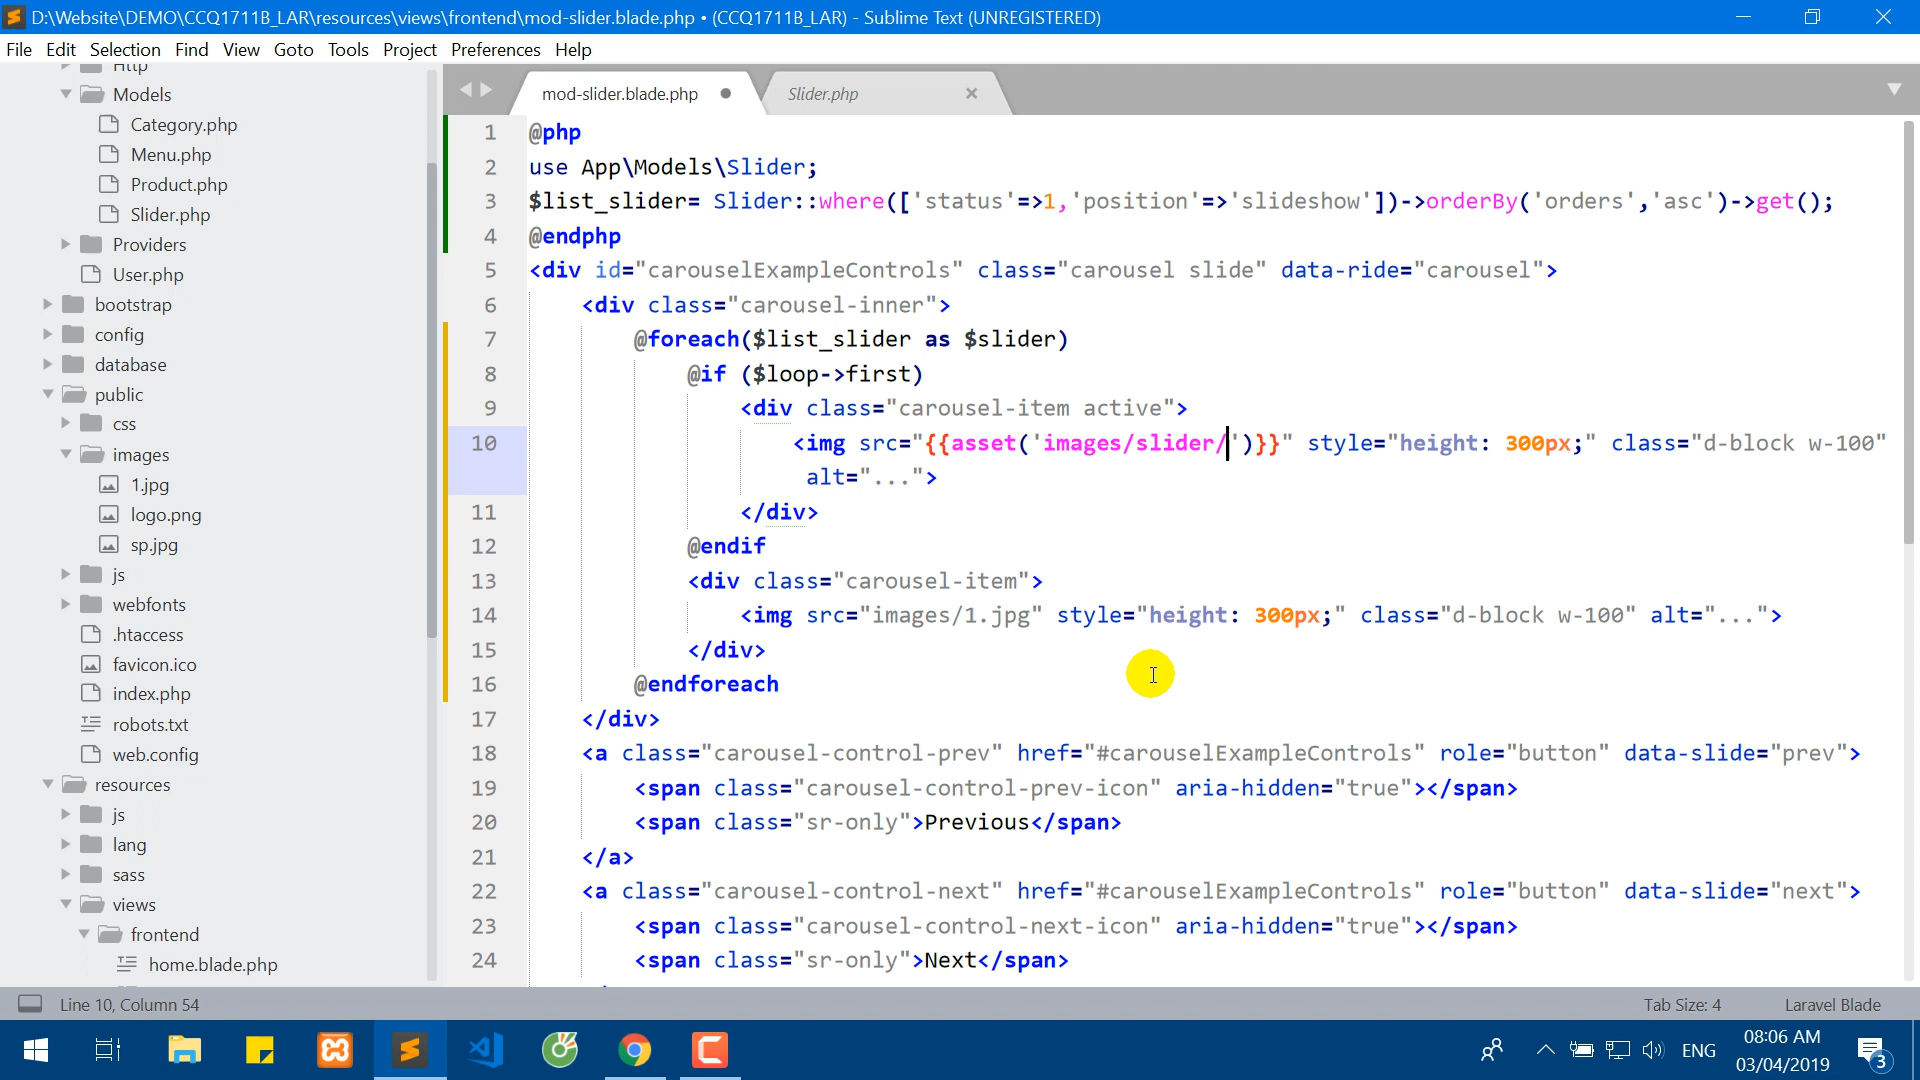 D:\Website\DEMO\CCQ1711B_LAR\resources\views\frontend\mod-slider.blade.php • (CCQ1711B_LAR) - Sublime Text (UNREGISTERED)
File Edit Selection Find View Goto Tools Project Preferences Help
Http
Models
Category.php
Menu.php
Product.php
Slider.php
Providers
User.php
bootstrap
config
database
public
css
images
1.jpg
logo.png
sp.jpg
js
webfonts
.htaccess
favicon.ico
index.php
robots.txt
web.config
resources
js
lang
sass
views
frontend
home.blade.php
mod-slider.blade.php Slider.php
1 @php
2 use App\Models\Slider;
3 $list_slider= Slider::where(['status'=>1,'position'=>'slideshow'])->orderBy('orders','asc')->get();
4 @endphp
5 <div id="carouselExampleControls" class="carousel slide" data-ride="carousel">
6 <div class="carousel-inner">
7 @foreach($list_slider as $slider)
8 @if ($loop->first)
9 <div class="carousel-item active">
10 <img src="{{asset('images/slider/')}}" style="height: 300px;" class="d-block w-100"
alt="...">
11 </div>
12 @endif
13 <div class="carousel-item">
14 <img src="images/1.jpg" style="height: 300px;" class="d-block w-100" alt="...">
15 </div>
16 @endforeach
17 </div>
18 <a class="carousel-control-prev" href="#carouselExampleControls" role="button" data-slide="prev">
19 <span class="carousel-control-prev-icon" aria-hidden="true"></span>
20 <span class="sr-only">Previous</span>
21 </a>
22 <a class="carousel-control-next" href="#carouselExampleControls" role="button" data-slide="next">
23 <span class="carousel-control-next-icon" aria-hidden="true"></span>
24 <span class="sr-only">Next</span>
Line 10, Column 54
Tab Size: 4 Laravel Blade
ENG
08:06 AM
03/04/2019
3